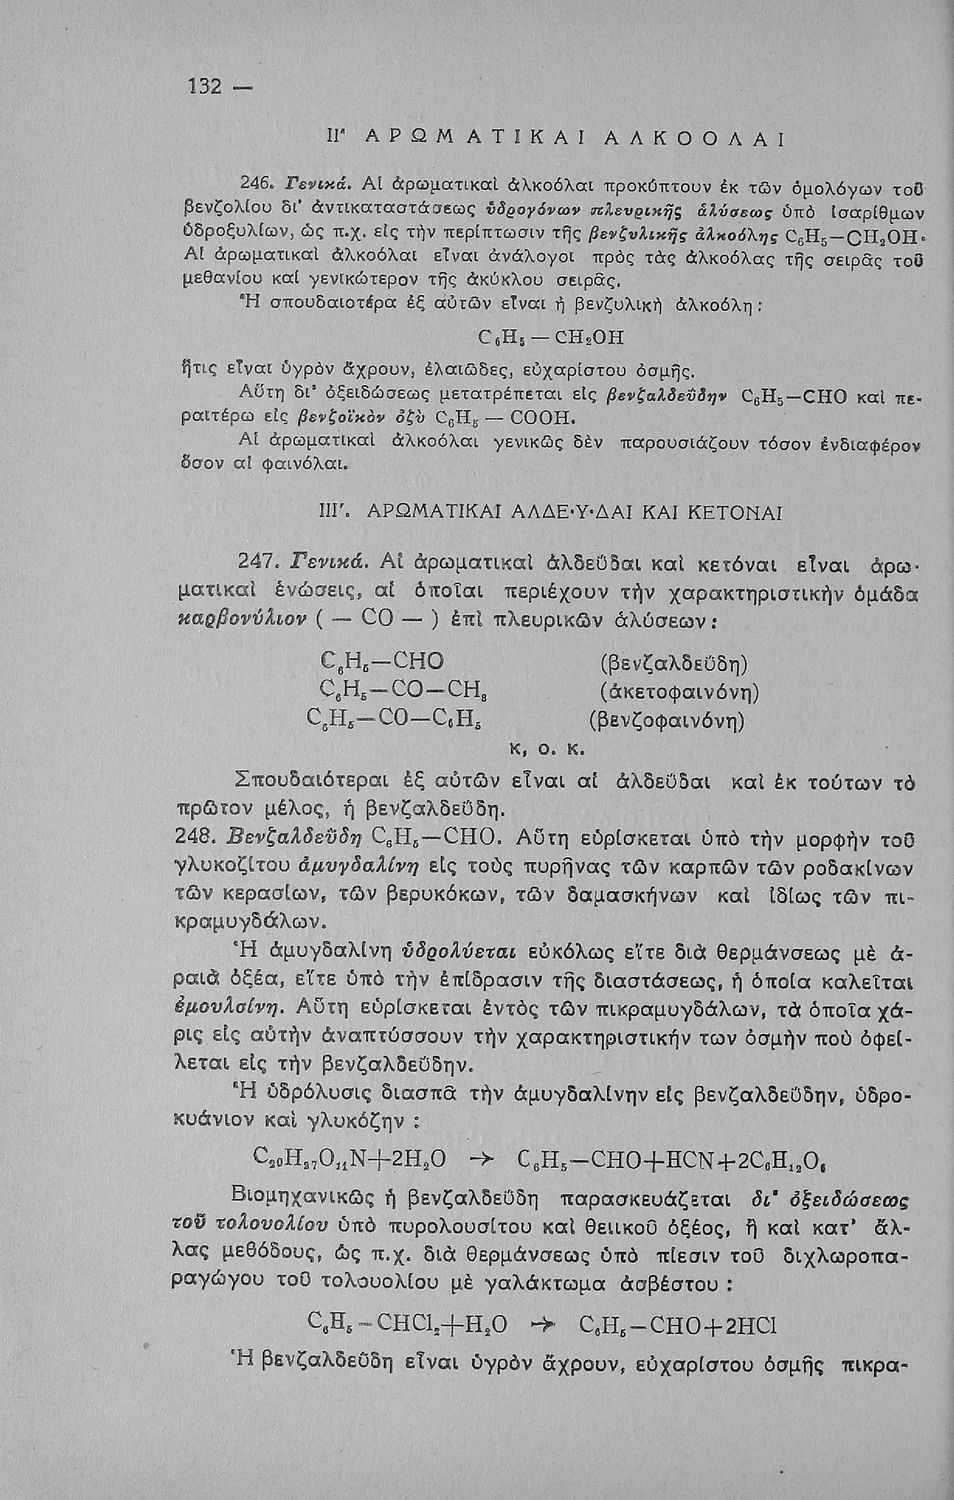 132 —
ΙΙª ΑΡΩΜΑΤΙΚΑΙ ΑΛΚΟΟΛΑΙ
246. Γενικά. Αἱ ἀρωματικαὶ ἀλκοόλαι προκύπτουν ἐκ τῶν ὁμολόγων τοῦ
βενζολίου δι' ἀντικαταστάσεως ὑδρογόνων πλευρικῆς ἁλύσεως ὑπὸ ἰσαρίθμων
ὑδροξυλίων, ὡς π.χ. εἰς τὴν περίπτωσιν τῆς βενζυλικῆς ἀλκοόλης C₆H₅—CH₂OH·
Αἱ ἀρωματικαὶ ἀλκοόλαι εἶναι ἀνάλογοι πρὸς τὰς ἀλκοόλας τῆς σειρᾶς τοῦ
μεθανίου καὶ γενικώτερον τῆς ἀκύκλου σειρᾶς.
Ἡ σπουδαιοτέρα ἐξ αὐτῶν εἶναι ἡ βενζυλικὴ ἀλκοόλη :
C₆H₅ — CH₂OH
ἥτις εἶναι ὑγρὸν ἄχρουν, ἐλαιῶδες, εὐχαρίστου ὀσμῆς.
Αὕτη δι' ὀξειδώσεως μετατρέπεται εἰς βενζαλδεΰδην C₆H₅—CHO καὶ πε-
ραιτέρω εἰς βενζοϊκὸν ὀξὺ C₆H₅ — COOH.
Αἱ ἀρωματικαὶ ἀλκοόλαι γενικῶς δὲν παρουσιάζουν τόσον ἐνδιαφέρον
ὅσον αἱ φαινόλαι.
ΙΙΙ'. ΑΡΩΜΑΤΙΚΑΙ ΑΛΔΕ·Υ·ΔΑΙ ΚΑΙ ΚΕΤΟΝΑΙ
247. Γενικά. Αἱ ἀρωματικαὶ ἀλδεΰδαι καὶ κετόναι εἶναι ἀρω-
ματικαὶ ἑνώσεις, αἱ ὁποῖαι περιέχουν τὴν χαρακτηριστικὴν ὁμάδα
καρβονύλιον ( — CO — ) ἐπὶ πλευρικῶν ἁλύσεων :
C₆H₅—CHO (βενζαλδεΰδη)
C₆H₅—CO—CH₃ (ἀκετοφαινόνη)
C₆H₅—CO—C₆H₅ (βενζοφαινόνη)
κ, ο. κ.
Σπουδαιότεραι ἐξ αὐτῶν εἶναι αἱ ἀλδεΰδαι καὶ ἐκ τούτων τὸ
πρῶτον μέλος, ἡ βενζαλδεΰδη.
248. Βενζαλδεΰδη C₆H₅—CHO. Αὕτη εὑρίσκεται ὑπὸ τὴν μορφὴν τοῦ
γλυκοζίτου ἀμυγδαλίνη εἰς τοὺς πυρῆνας τῶν καρπῶν τῶν ροδακίνων
τῶν κερασίων, τῶν βερυκόκων, τῶν δαμασκήνων καὶ ἰδίως τῶν πι-
κραμυγδάλων.
Ἡ ἀμυγδαλίνη ὑδρολύεται εὐκόλως εἴτε διὰ θερμάνσεως μὲ ἀ-
ραιὰ ὀξέα, εἴτε ὑπὸ τὴν ἐπίδρασιν τῆς διαστάσεως, ἡ ὁποία καλεῖται
ἐμουλσίνη. Αὕτη εὑρίσκεται ἐντὸς τῶν πικραμυγδάλων, τὰ ὁποῖα χά-
ρις εἰς αὐτὴν ἀναπτύσσουν τὴν χαρακτηριστικήν των ὀσμὴν ποὺ ὀφεί-
λεται εἰς τὴν βενζαλδεΰδην.
Ἡ ὑδρόλυσις διασπᾶ τὴν ἀμυγδαλίνην εἰς βενζαλδεΰδην, ὑδρο-
κυάνιον καὶ γλυκόζην :
C₂₀H₂₇O₁₁N+2H₂O → C₆H₅—CHO+HCN+2C₆H₁₂O₆
Βιομηχανικῶς ἡ βενζαλδεΰδη παρασκευάζεται δι' ὀξειδώσεως
τοῦ τολουολίου ὑπὸ πυρολουσίτου καὶ θειικοῦ ὀξέος, ἢ καὶ κατ' ἄλ-
λας μεθόδους, ὡς π.χ. διὰ θερμάνσεως ὑπὸ πίεσιν τοῦ διχλωροπα-
ραγώγου τοῦ τολουολίου μὲ γαλάκτωμα ἀσβέστου :
C₆H₅ - CHCl₂+H₂O → C₆H₅—CHO+2HCl
Ἡ βενζαλδεΰδη εἶναι ὑγρὸν ἄχρουν, εὐχαρίστου ὀσμῆς πικρα-